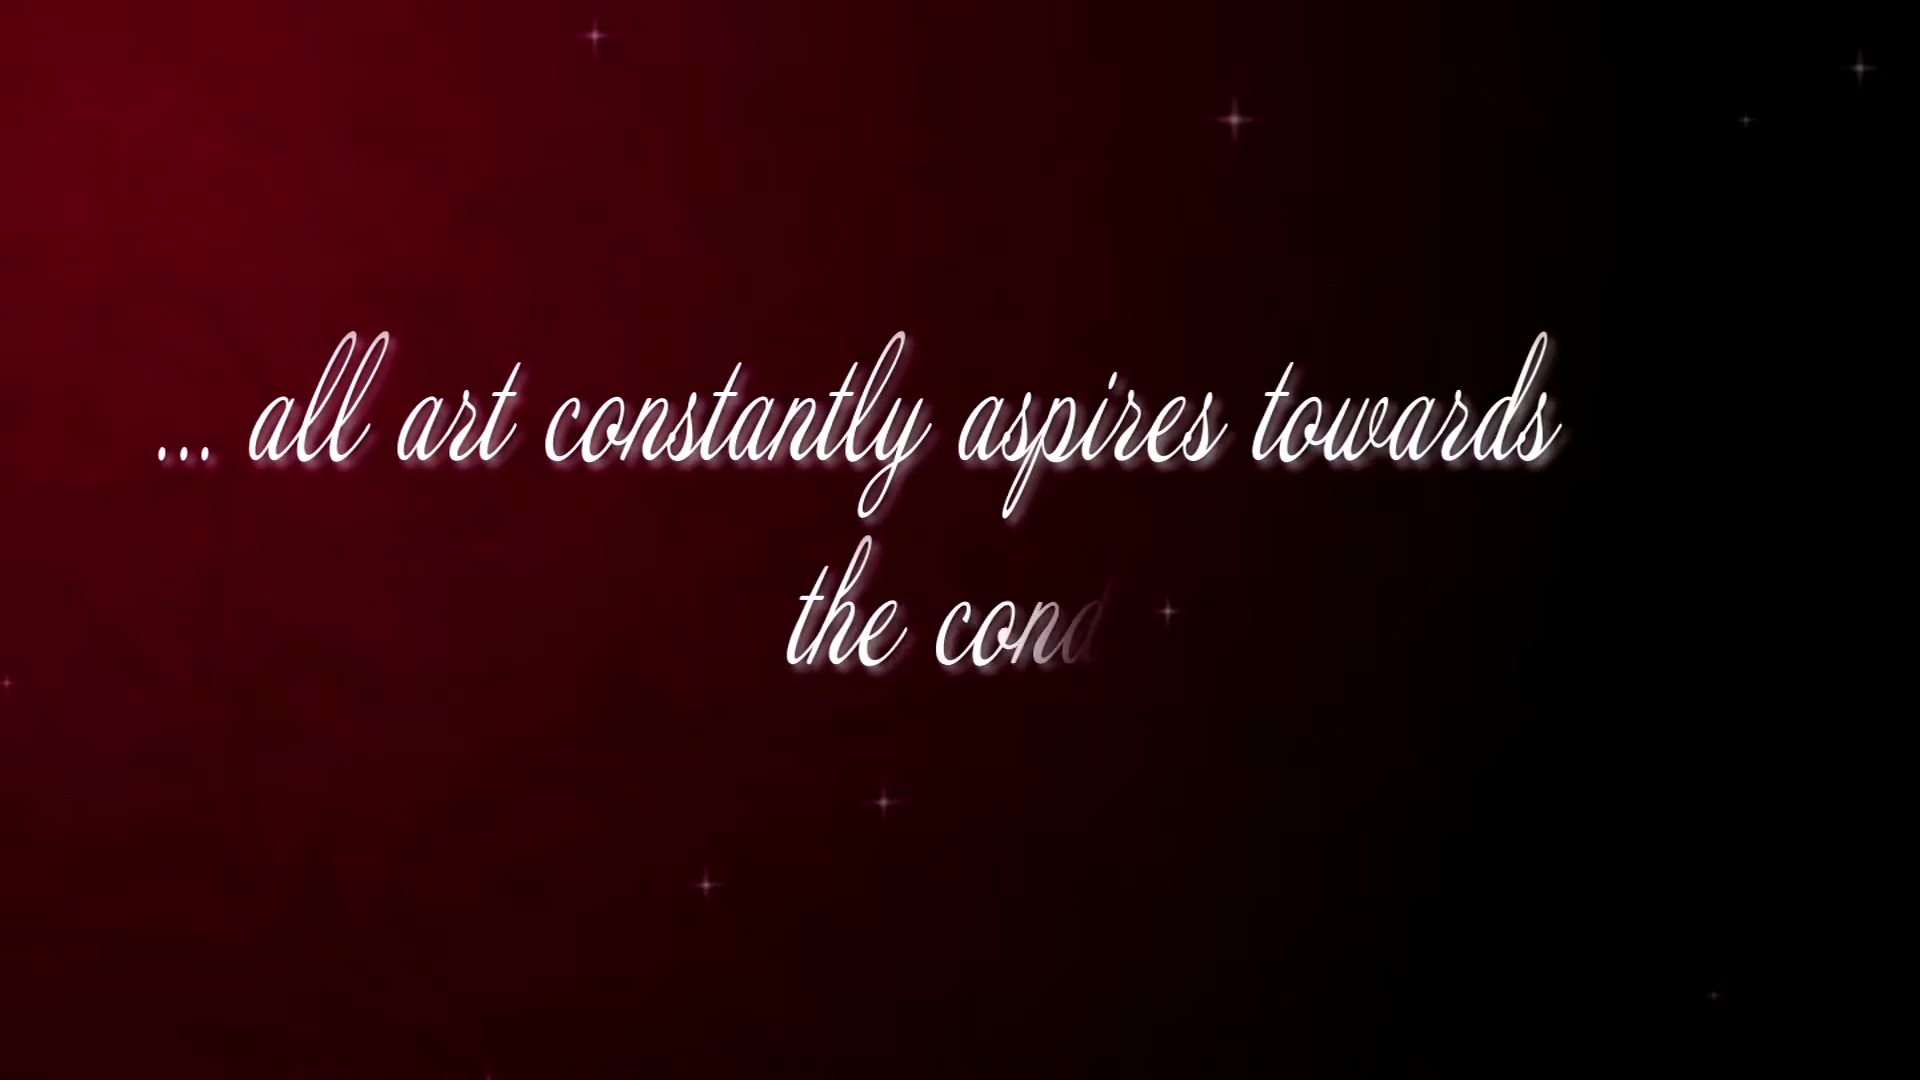 ... all art constantly aspires towards
the cond